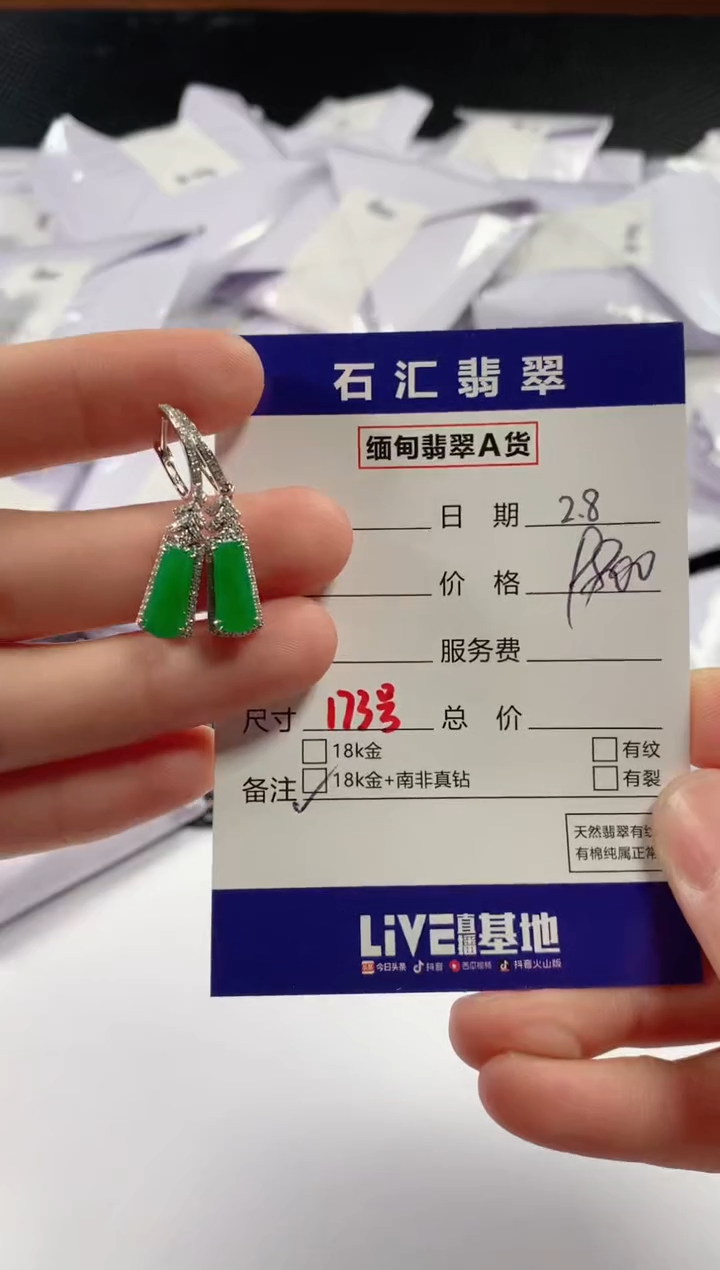 石汇翡翠
缅甸翡翠A货
日期 2.8
价格
服务费
尺寸 173号 总价
18k金 有纹
备注 18k金+南非真钻 有裂
天然翡翠有纹
有棉纯属正常
LiVE直播基地
今日头条 抖音 西瓜视频 抖音火山版